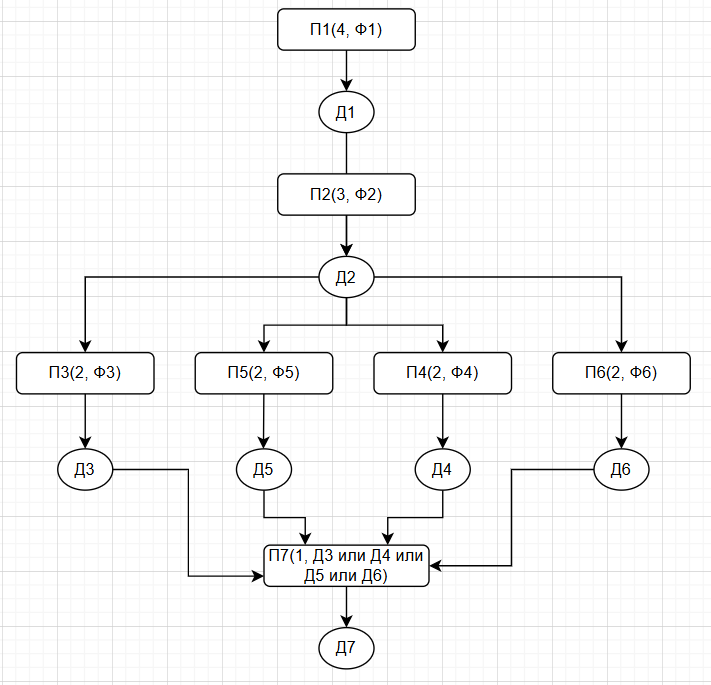 П1(4, Ф1)
Д1
П2(3, Ф2)
Д2
П3(2, Ф3)
П5(2, Ф5)
П4(2, Ф4)
П6(2, Ф6)
Д3
Д5
Д4
Д6
П7(1, Д3 или Д4 или
Д5 или Д6)
Д7